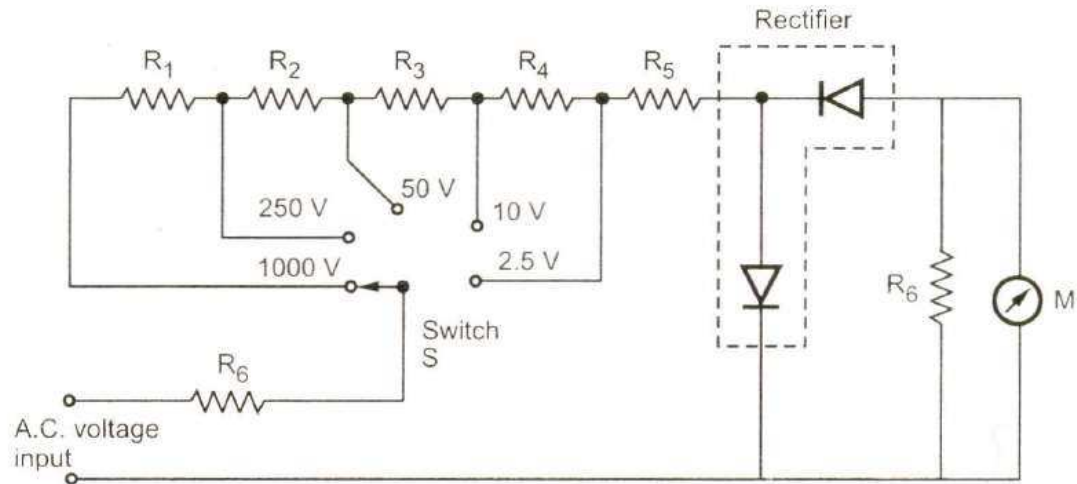 Rectifier
R1
R2
R3
R4
R5
50 V
250 V
10 V
1000 V
2.5 V
R6
M
Switch
S
R6
A.C. voltage
input